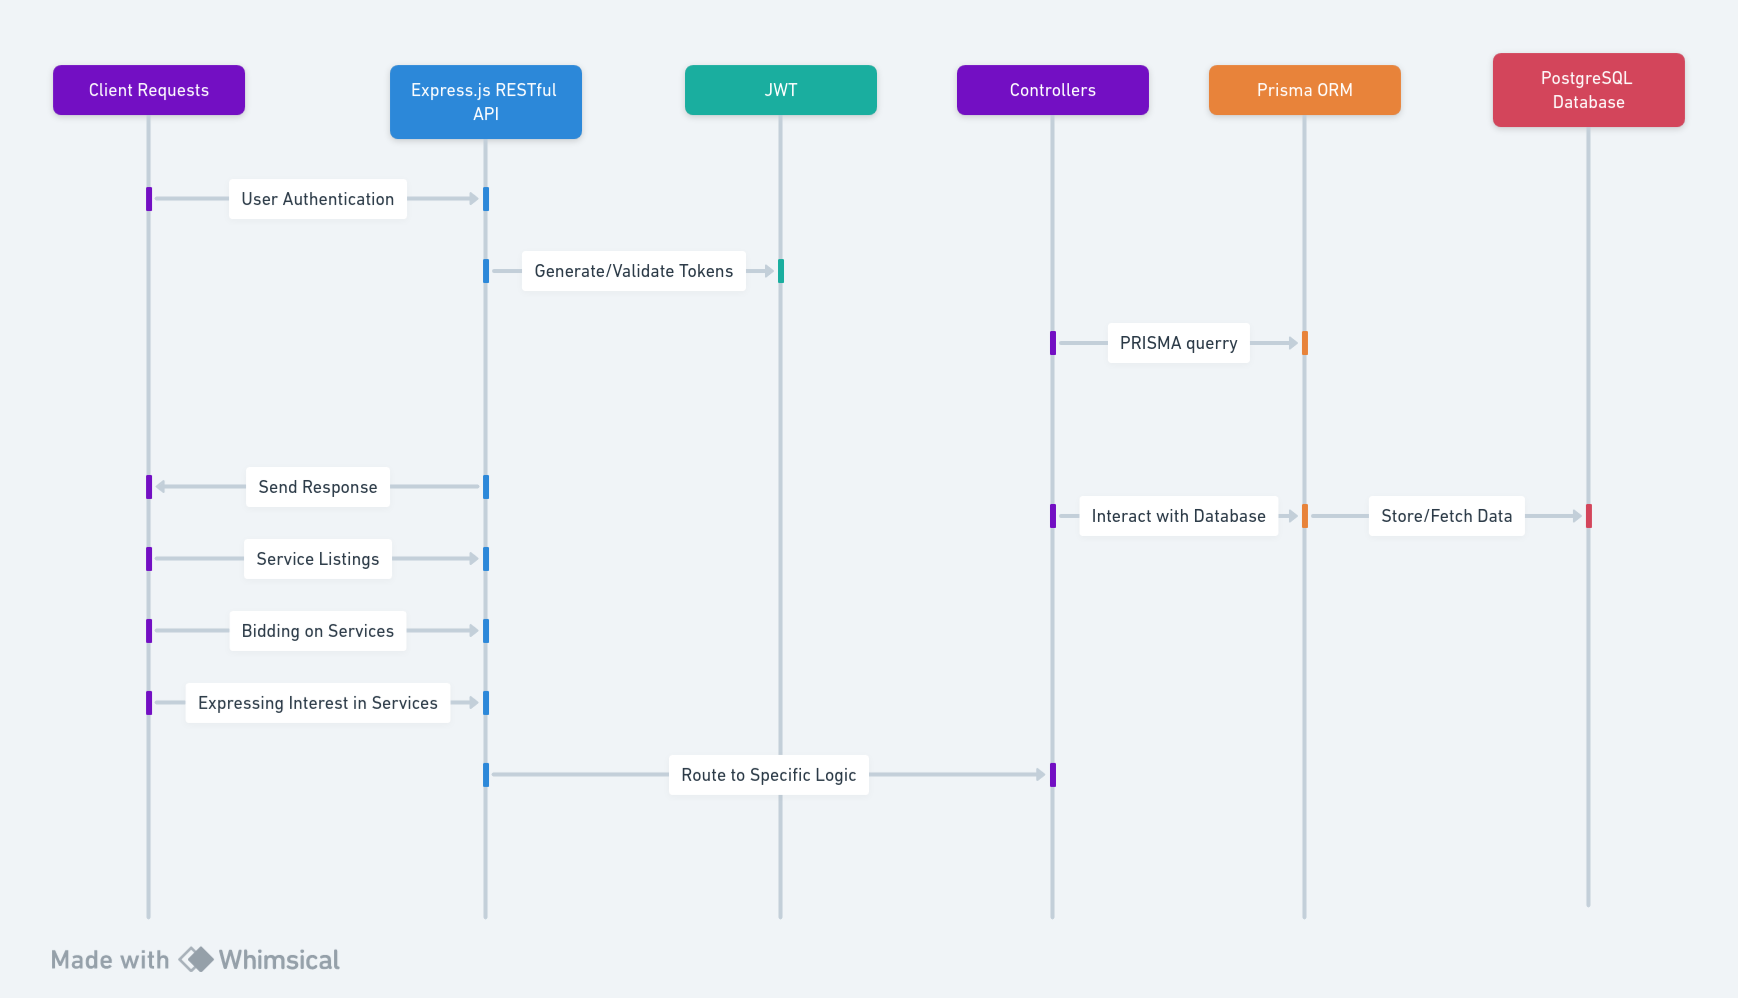 Client Requests
Express.js RESTful
API
JWT
Controllers
Prisma ORM
PostgreSQL
Database
User Authentication
Generate/Validate Tokens
PRISMA querry
Send Response
Interact with Database
Store/Fetch Data
Service Listings
Bidding on Services
Expressing Interest in Services
Route to Specific Logic
Made with Whimsical